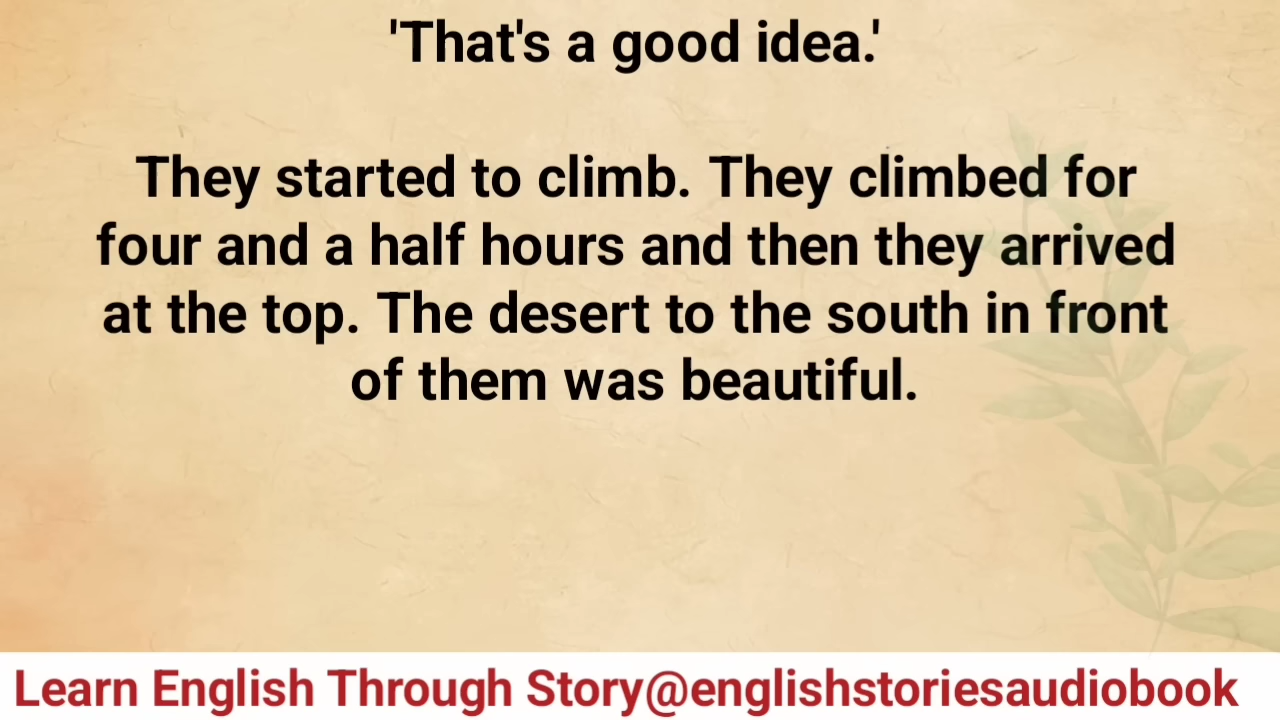 'That's a good idea.'
They started to climb. They climbed for
four and a half hours and then they arrived
at the top. The desert to the south in front
of them was beautiful.
Learn English Through Story@englishstoriesaudiobook